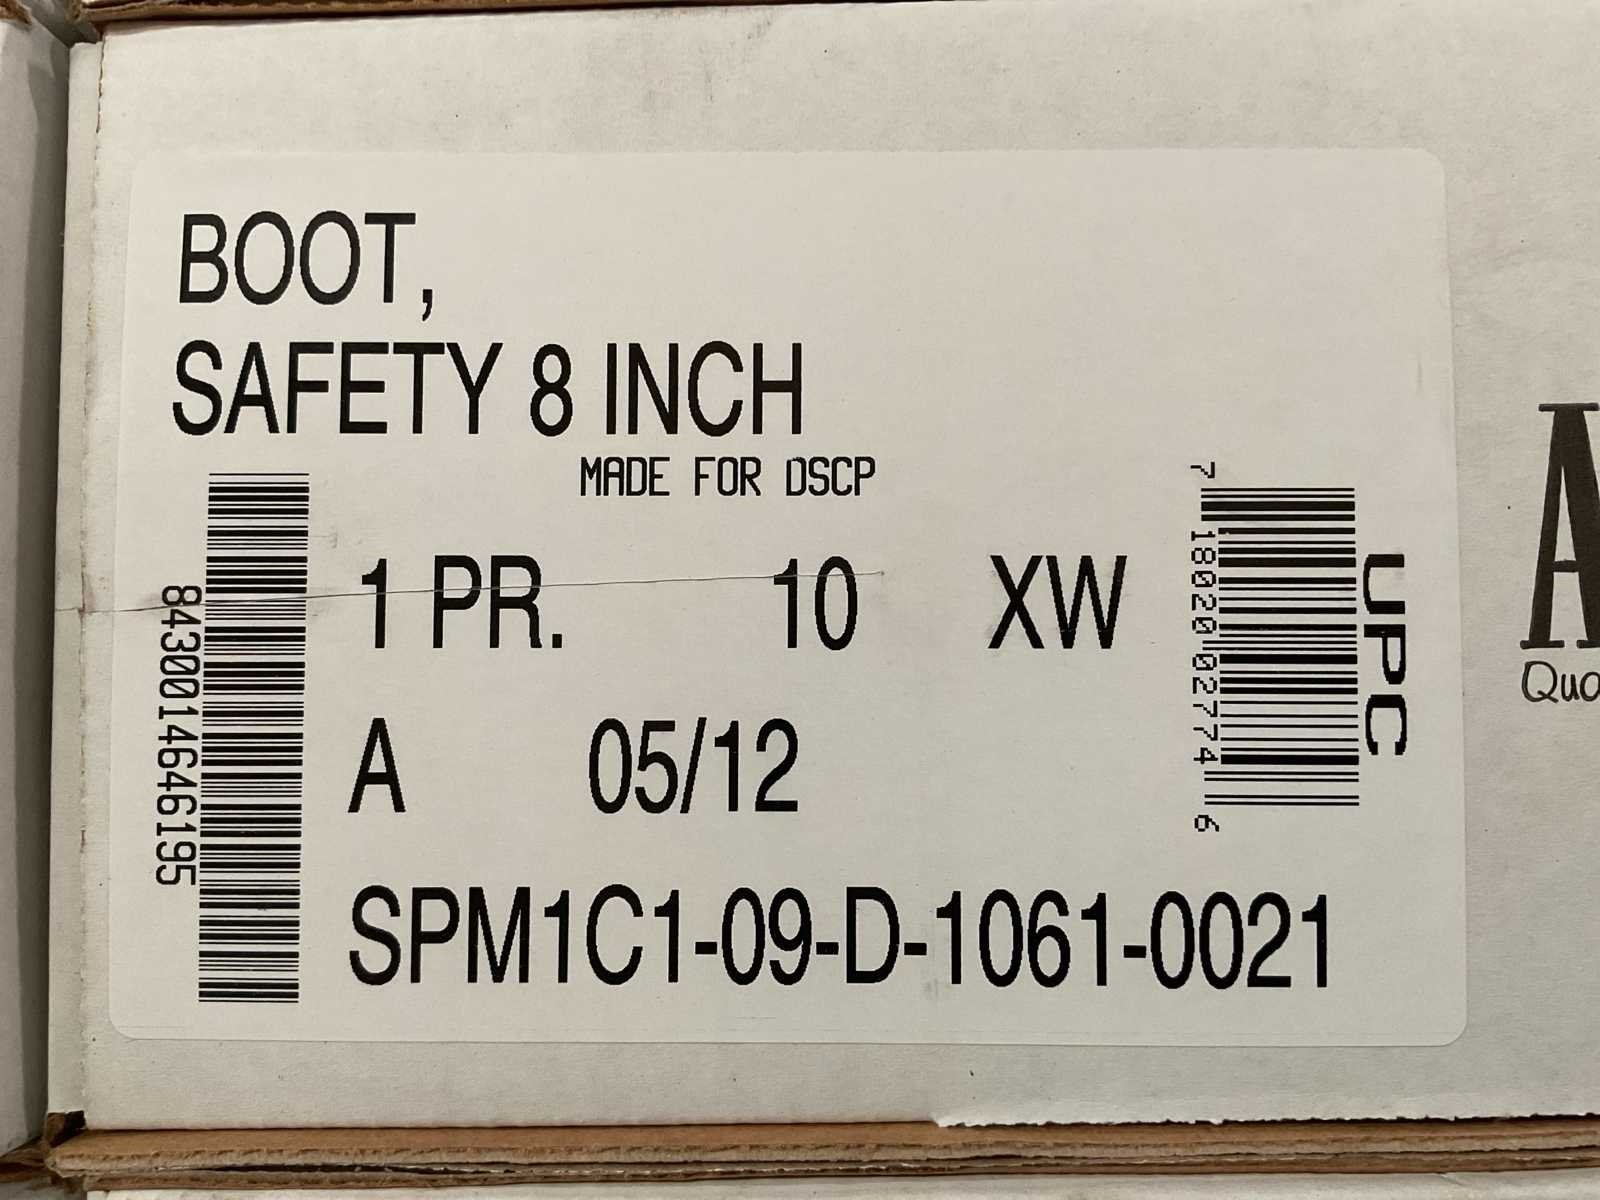 BOOT,
SAFETY 8 INCH
MADE FOR DSCP
8430014646195
1 PR. 10 XW
A 05/12
SPM1C1-09-D-1061-0021
7 18020 02774 6
UPC